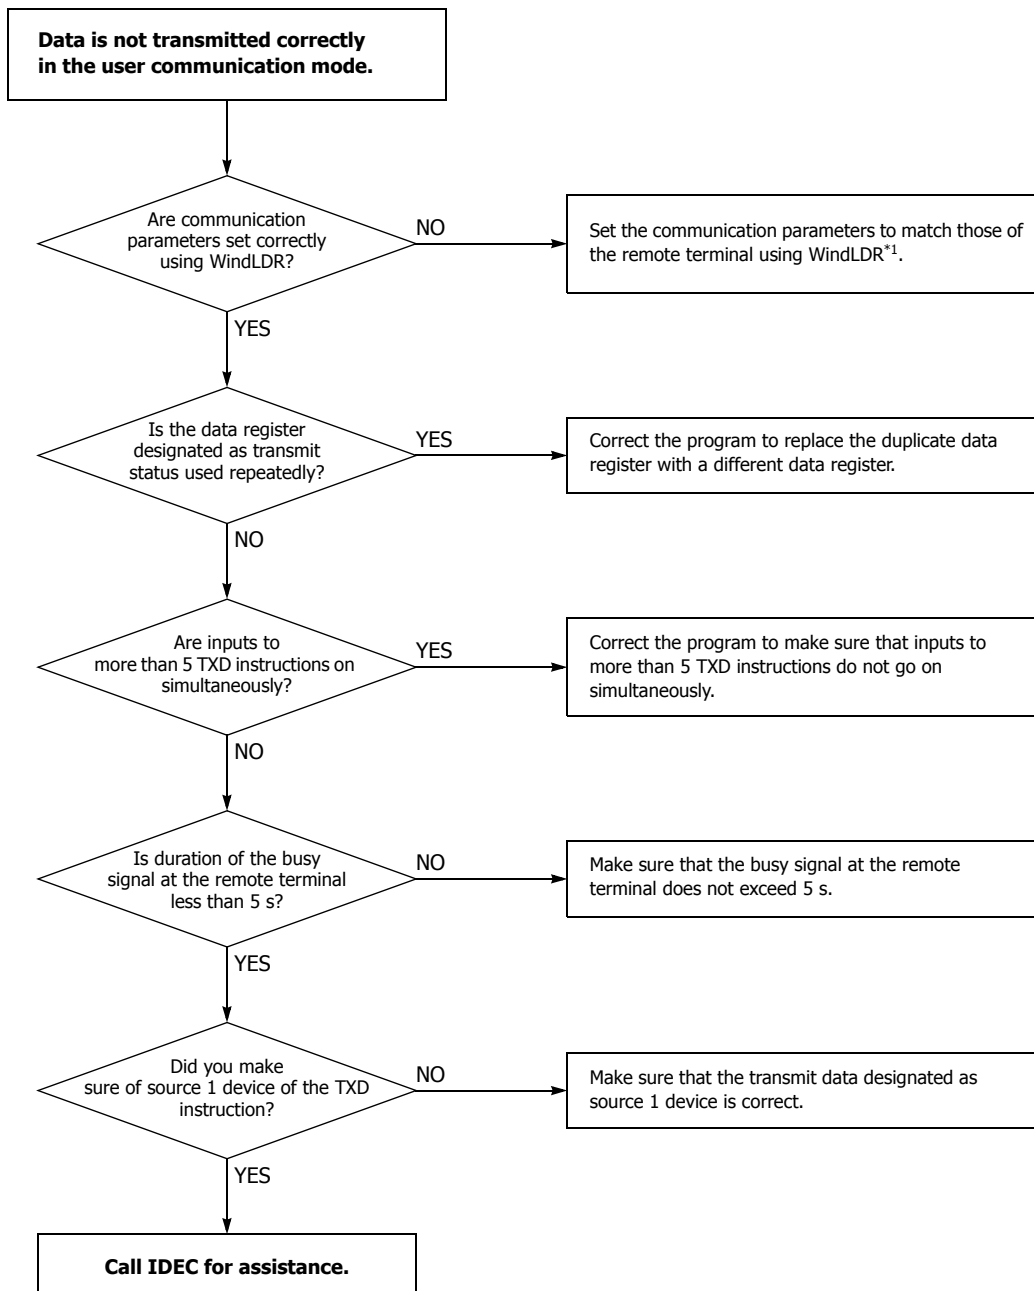 Data is not transmitted correctly
in the user communication mode.
Are communication
parameters set correctly
using WindLDR?
NO
Set the communication parameters to match those of
the remote terminal using WindLDR*1.
YES
Is the data register
designated as transmit
status used repeatedly?
YES
Correct the program to replace the duplicate data
register with a different data register.
NO
Are inputs to
more than 5 TXD instructions on
simultaneously?
YES
Correct the program to make sure that inputs to
more than 5 TXD instructions do not go on
simultaneously.
NO
Is duration of the busy
signal at the remote terminal
less than 5 s?
NO
Make sure that the busy signal at the remote
terminal does not exceed 5 s.
YES
Did you make
sure of source 1 device of the TXD
instruction?
NO
Make sure that the transmit data designated as
source 1 device is correct.
YES
Call IDEC for assistance.